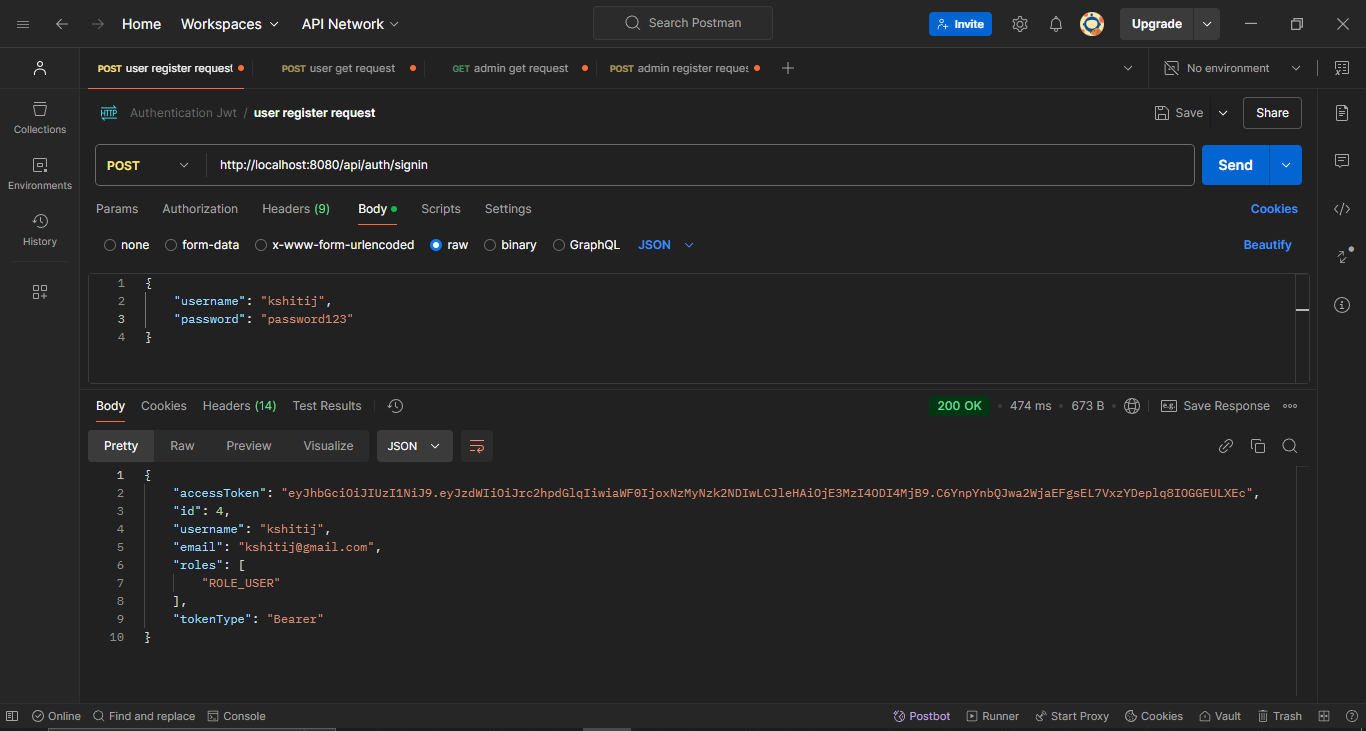 Home Workspaces API Network Search Postman Invite Upgrade
POST user register request POST user get request GET admin get request POST admin register reques No environment
HTTP Authentication Jwt / user register request Save Share
Collections
Environments
History
POST http://localhost:8080/api/auth/signin Send
Params Authorization Headers (9) Body Scripts Settings Cookies
none form-data x-www-form-urlencoded raw binary GraphQL JSON Beautify
1 {
2 "username": "kshitij",
3 "password": "password123"
4 }
Body Cookies Headers (14) Test Results 200 OK 474 ms 673 B e.g. Save Response
Pretty Raw Preview Visualize JSON
1 {
2 "accessToken": "eyJhbGciOiJIUzI1NiJ9.eyJzdWIiOiJrc2hpdGlqIiwiaWF0IjoxNzMyNzk2NDIwLCJleHAiOjE3MzI4ODI4MjB9.C6YnpYnbQJwa2WjaEFgsEL7VxzYDeplq8IOGGEULXEc",
3 "id": 4,
4 "username": "kshitij",
5 "email": "kshitij@gmail.com",
6 "roles": [
7 "ROLE_USER"
8 ],
9 "tokenType": "Bearer"
10 }
Online Find and replace Console Postbot Runner Start Proxy Cookies Vault Trash